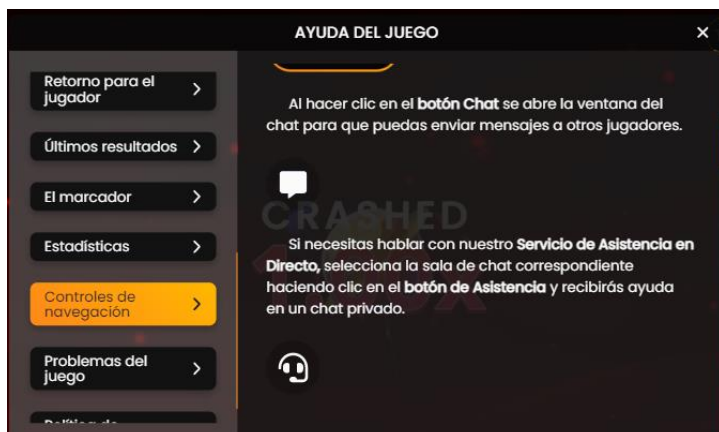 AYUDA DEL JUEGO
Retorno para el
jugador
Últimos resultados
El marcador
Estadísticas
Controles de
navegación
Problemas del
juego
Política de
Al hacer clic en el botón Chat se abre la ventana del
chat para que puedas enviar mensajes a otros jugadores.
CRASHED
Si necesitas hablar con nuestro Servicio de Asistencia en
Directo, selecciona la sala de chat correspondiente
haciendo clic en el botón de Asistencia y recibirás ayuda
en un chat privado.